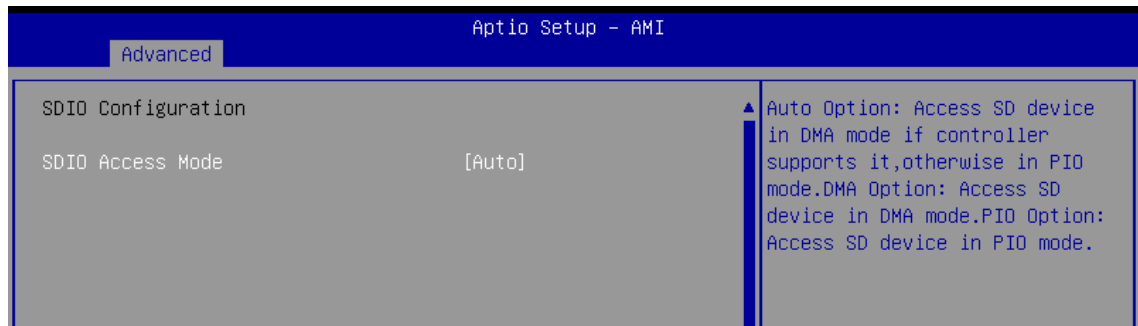 Aptio Setup - AMI
Advanced
SDIO Configuration
SDIO Access Mode [Auto]
Auto Option: Access SD device
in DMA mode if controller
supports it,otherwise in PIO
mode.DMA Option: Access SD
device in DMA mode.PIO Option:
Access SD device in PIO mode.